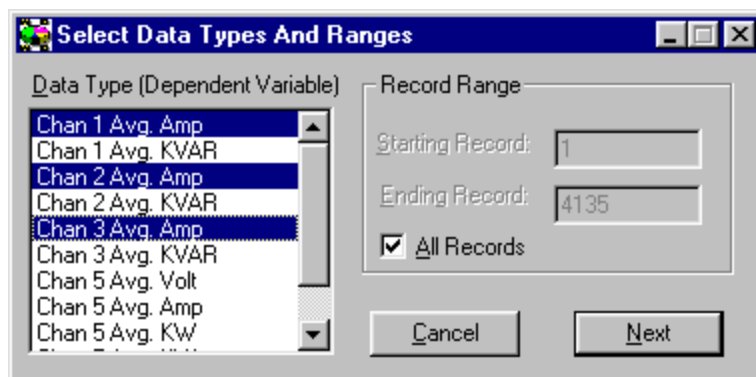 Select Data Types And Ranges
Data Type (Dependent Variable)
Chan 1 Avg. Amp
Chan 1 Avg. KVAR
Chan 2 Avg. Amp
Chan 2 Avg. KVAR
Chan 3 Avg. Amp
Chan 3 Avg. KVAR
Chan 5 Avg. Volt
Chan 5 Avg. Amp
Chan 5 Avg. KW
Record Range
Starting Record: 1
Ending Record: 4135
All Records
Cancel
Next